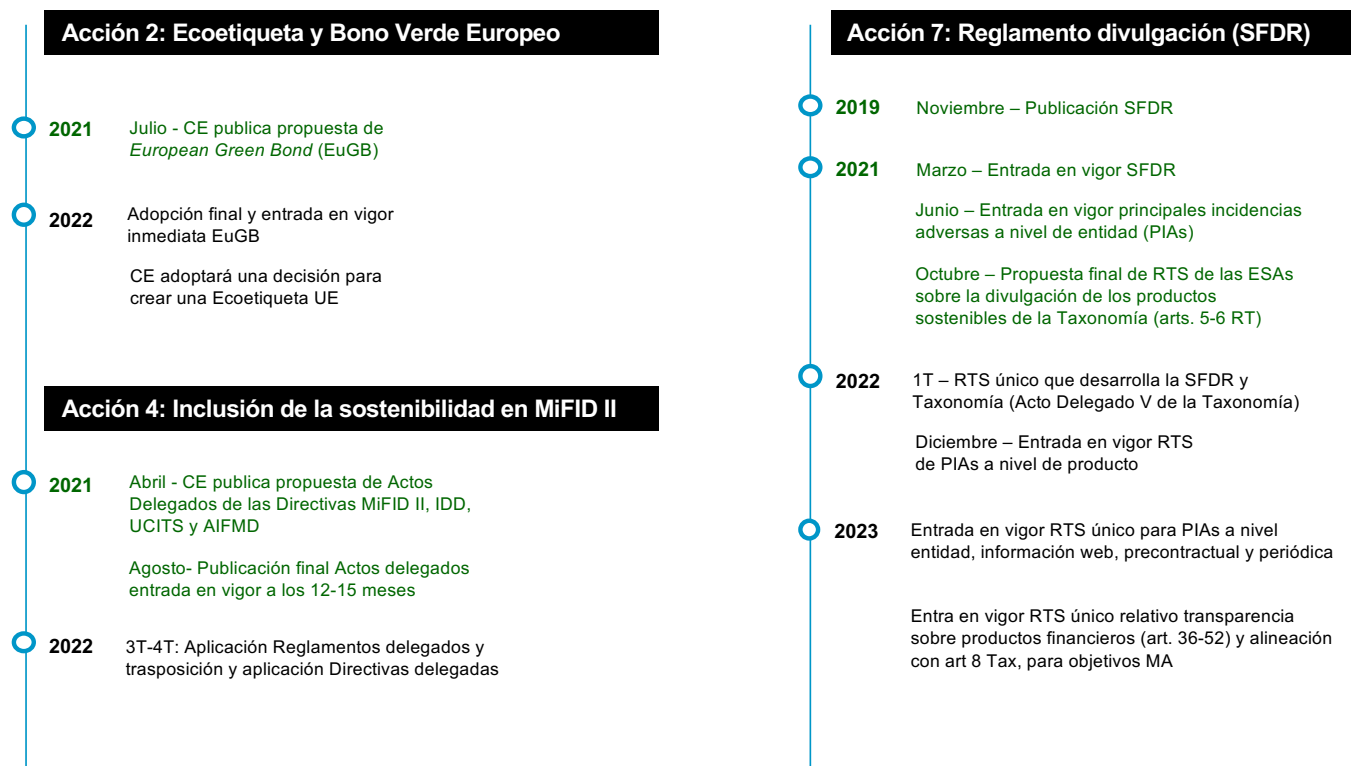 Acción 2: Ecoetiqueta y Bono Verde Europeo
2021
Julio - CE publica propuesta de
European Green Bond (EuGB)
2022
Adopción final y entrada en vigor
inmediata EuGB
CE adoptará una decisión para
crear una Ecoetiqueta UE
Acción 4: Inclusión de la sostenibilidad en MiFID II
2021
Abril - CE publica propuesta de Actos
Delegados de las Directivas MiFID II, IDD,
UCITS y AIFMD
Agosto- Publicación final Actos delegados
entrada en vigor a los 12-15 meses
2022
3T-4T: Aplicación Reglamentos delegados y
trasposición y aplicación Directivas delegadas
Acción 7: Reglamento divulgación (SFDR)
2019
Noviembre – Publicación SFDR
2021
Marzo – Entrada en vigor SFDR
Junio – Entrada en vigor principales incidencias
adversas a nivel de entidad (PIAs)
Octubre – Propuesta final de RTS de las ESAs
sobre la divulgación de los productos
sostenibles de la Taxonomía (arts. 5-6 RT)
2022
1T – RTS único que desarrolla la SFDR y
Taxonomía (Acto Delegado V de la Taxonomía)
Diciembre – Entrada en vigor RTS
de PIAs a nivel de producto
2023
Entrada en vigor RTS único para PIAs a nivel
entidad, información web, precontractual y periódica
Entra en vigor RTS único relativo transparencia
sobre productos financieros (art. 36-52) y alineación
con art 8 Tax, para objetivos MA